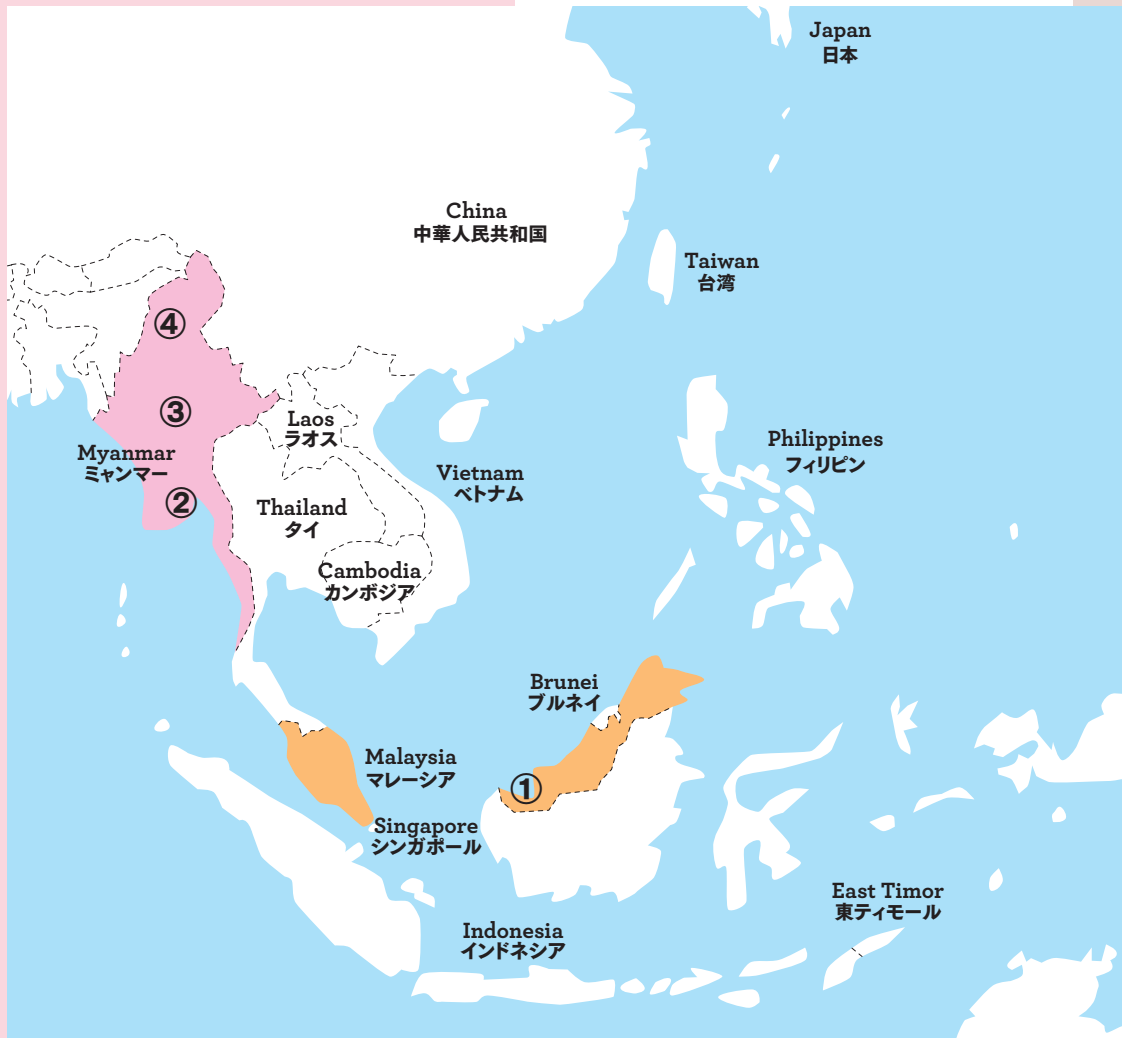 Japan
日本
China
中華人民共和国
Taiwan
台湾
④
③
Laos
ラオス
Myanmar
ミャンマー
Philippines
フィリピン
Vietnam
ベトナム
②
Thailand
タイ
Cambodia
カンボジア
Brunei
ブルネイ
Malaysia
マレーシア
①
Singapore
シンガポール
East Timor
東ティモール
Indonesia
インドネシア